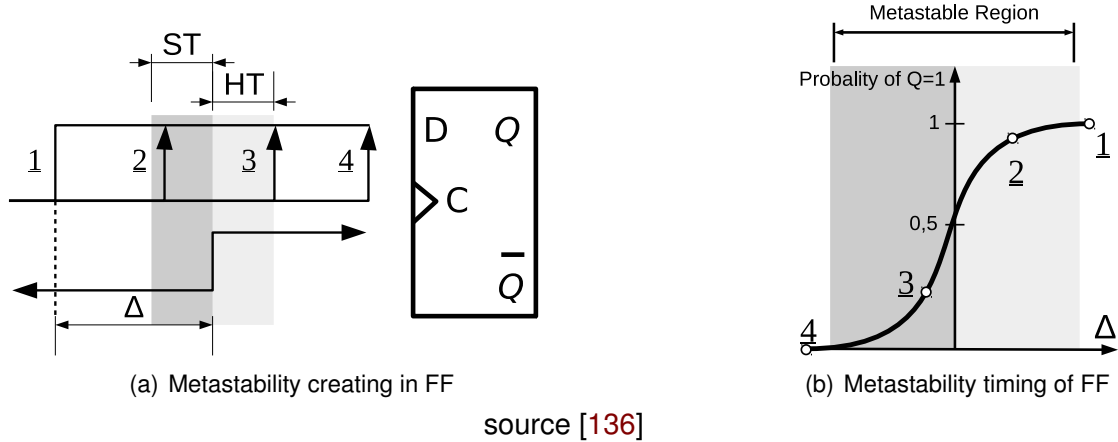 ST
HT
1
2
3
4
Δ
D
Q
C
Q
(a) Metastability creating in FF
Metastable Region
Probality of Q=1
1
1
2
0,5
3
4
Δ
(b) Metastability timing of FF
source [136]